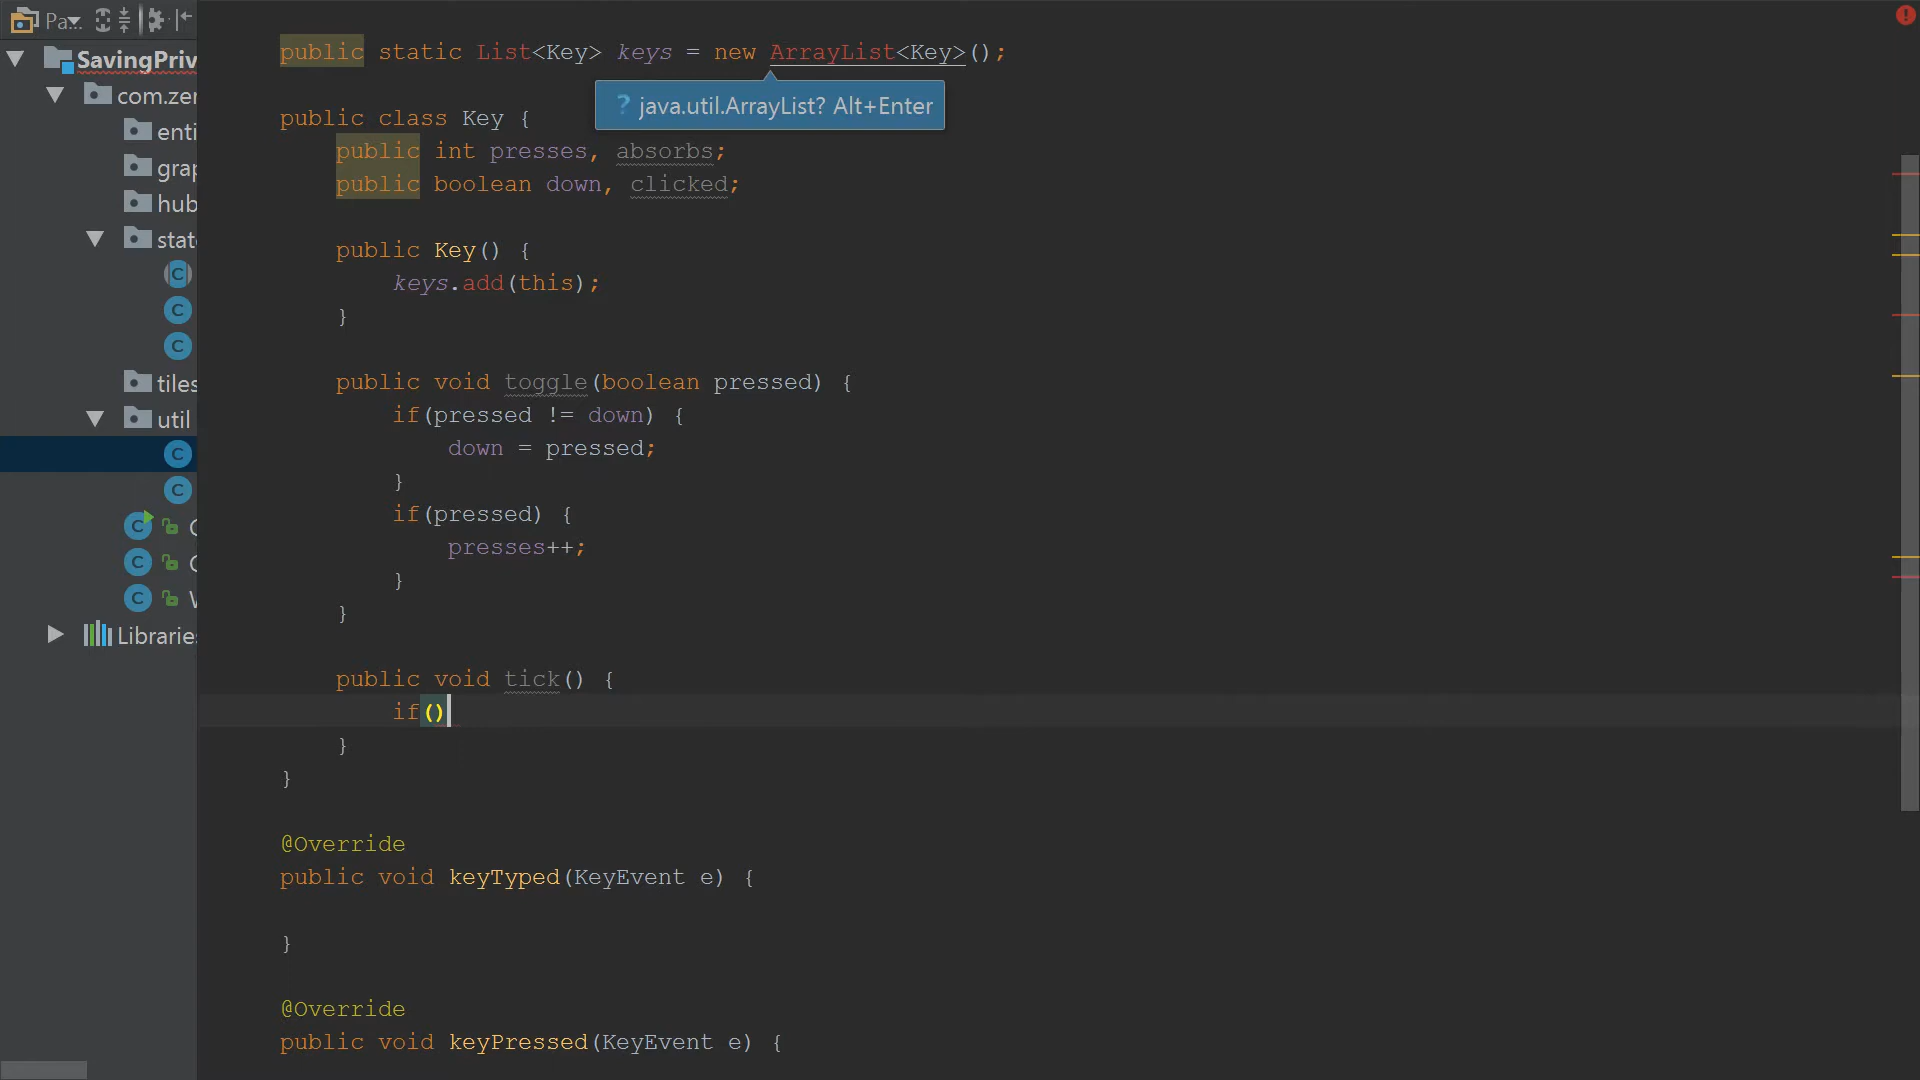 Pa...
SavingPriv
com.zer
enti
grap
hub
stat
tiles
util
Libraries
public static List<Key> keys = new ArrayList<Key>();
? java.util.ArrayList? Alt+Enter
public class Key {
public int presses, absorbs;
public boolean down, clicked;
public Key() {
keys.add(this);
}
public void toggle(boolean pressed) {
if(pressed != down) {
down = pressed;
}
if(pressed) {
presses++;
}
}
public void tick() {
if()
}
}
@Override
public void keyTyped(KeyEvent e) {
}
@Override
public void keyPressed(KeyEvent e) {